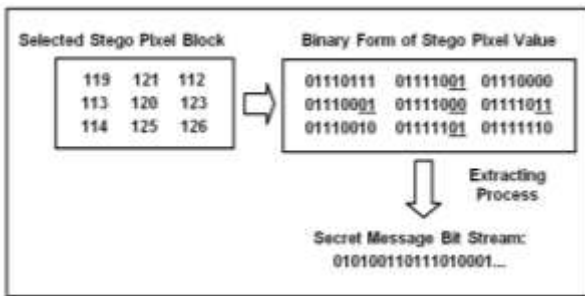 Selected Stego Pixel Block
Binary Form of Stego Pixel Value
119 121 112
113 120 123
114 125 126
01110111 01111001 01110000
01110001 01111000 01111011
01110010 01111101 01111110
Extracting
Process
Secret Message Bit Stream:
010100110111010001...